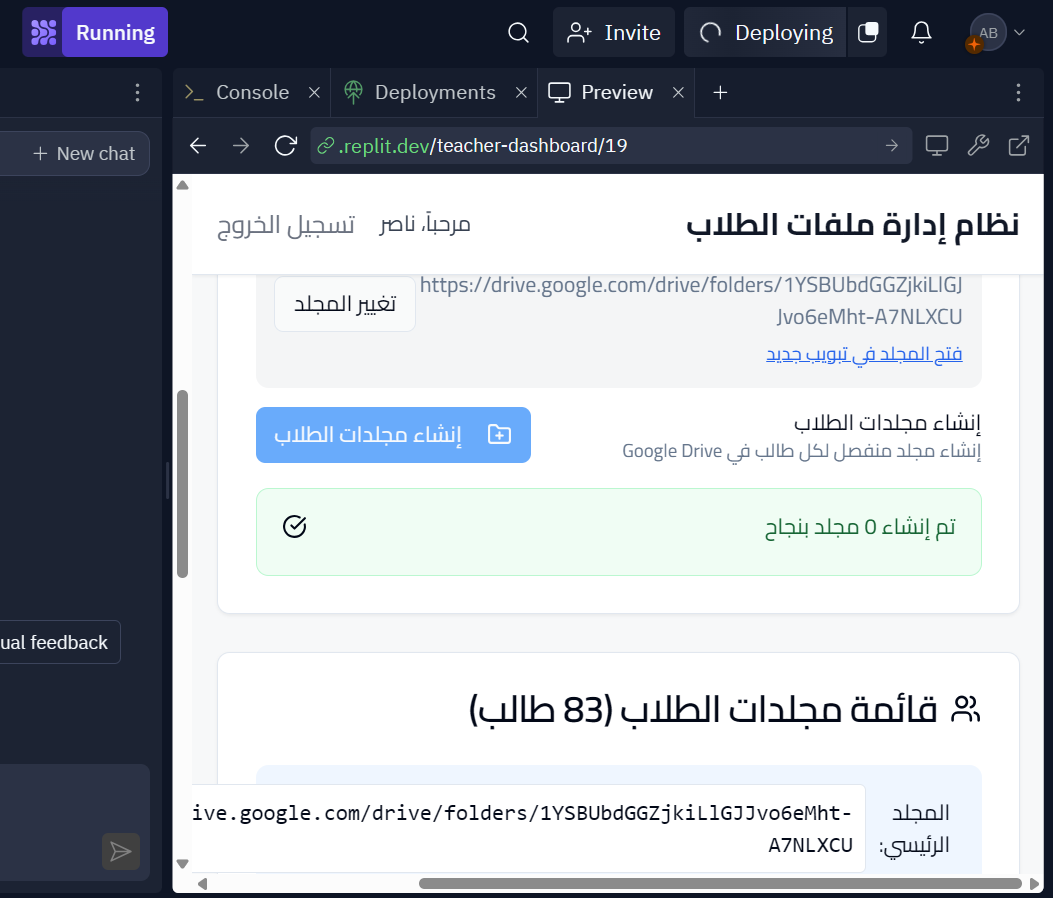 Running
Invite
Deploying
AB
Console
Deployments
Preview
New chat
.replit.dev/teacher-dashboard/19
نظام إدارة ملفات الطلاب
مرحباً، ناصر
تسجيل الخروج
https://drive.google.com/drive/folders/1YSBUbdGGZjkiLlGJ
Jvo6eMht-A7NLXCU
تغيير المجلد
فتح المجلد في تبويب جديد
إنشاء مجلدات الطلاب
إنشاء مجلد منفصل لكل طالب في Google Drive
إنشاء مجلدات الطلاب
تم إنشاء 0 مجلد بنجاح
ual feedback
قائمة مجلدات الطلاب (83 طالب)
المجلد
الرئيسي:
ive.google.com/drive/folders/1YSBUbdGGZjkiLlGJJvo6eMht-
A7NLXCU